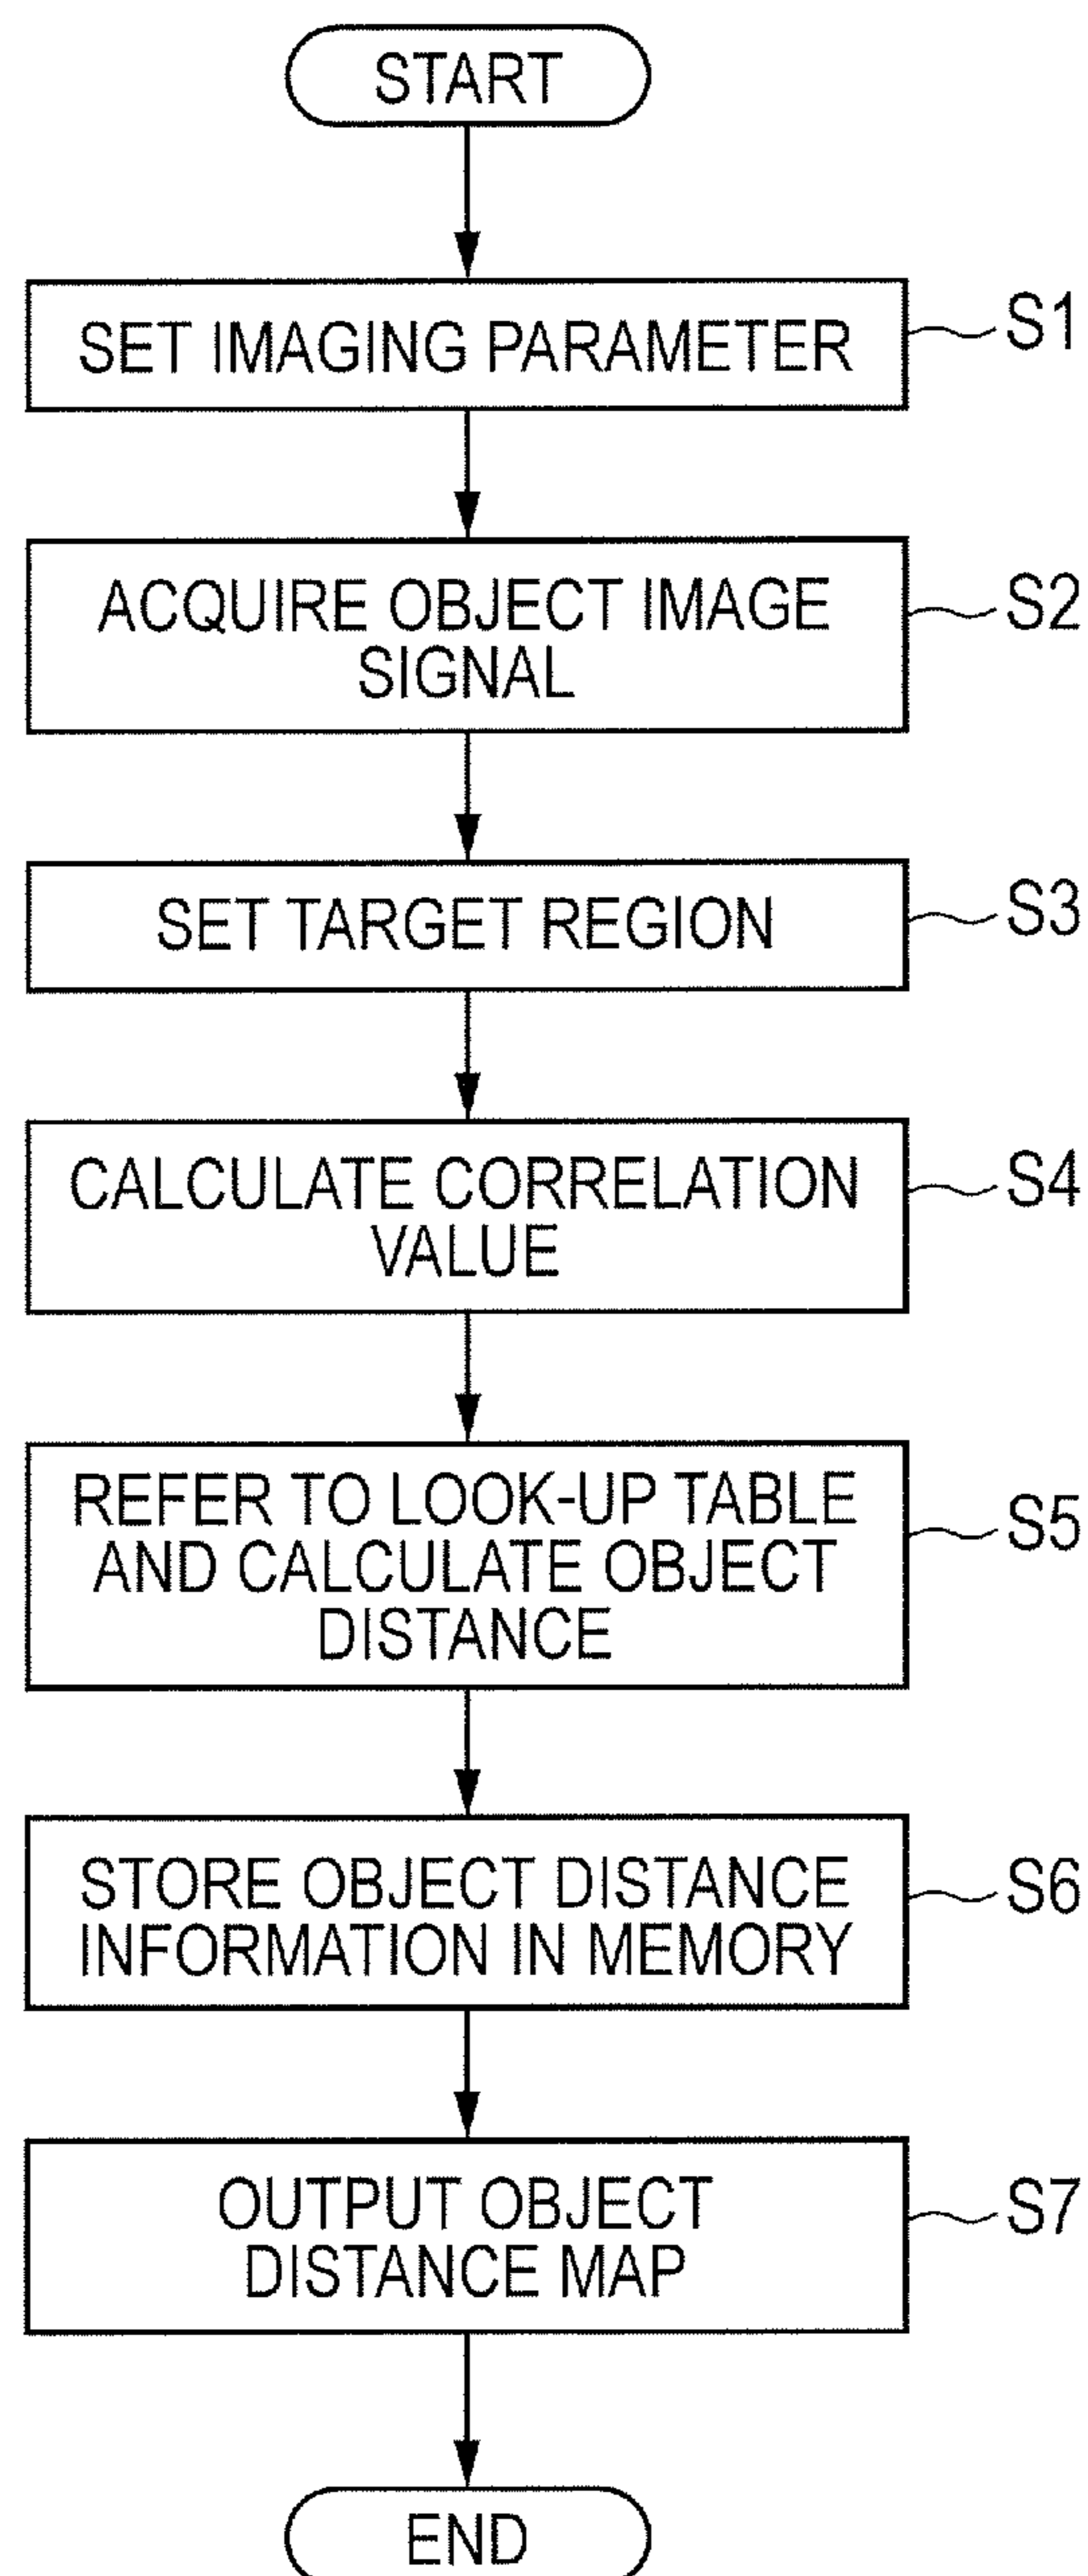 START
SET IMAGING PARAMETER
S1
ACQUIRE OBJECT IMAGE
SIGNAL
S2
SET TARGET REGION
S3
CALCULATE CORRELATION
VALUE
S4
REFER TO LOOK-UP TABLE
AND CALCULATE OBJECT
DISTANCE
S5
STORE OBJECT DISTANCE
INFORMATION IN MEMORY
S6
OUTPUT OBJECT
DISTANCE MAP
S7
END